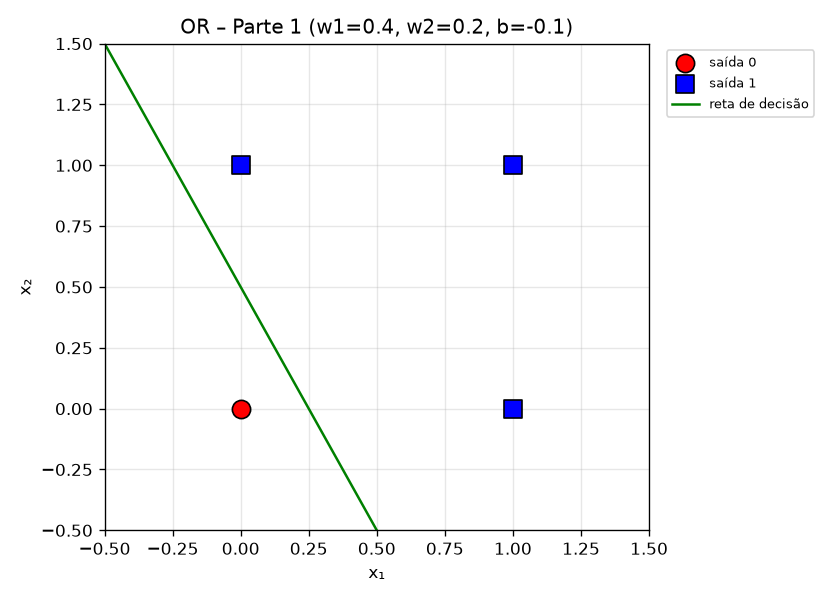 OR – Parte 1 (w1=0.4, w2=0.2, b=-0.1)
saída 0
saída 1
reta de decisão
1.50
1.25
1.00
0.75
0.50
0.25
0.00
−0.25
−0.50
x₂
−0.50 −0.25 0.00 0.25 0.50 0.75 1.00 1.25 1.50
x₁